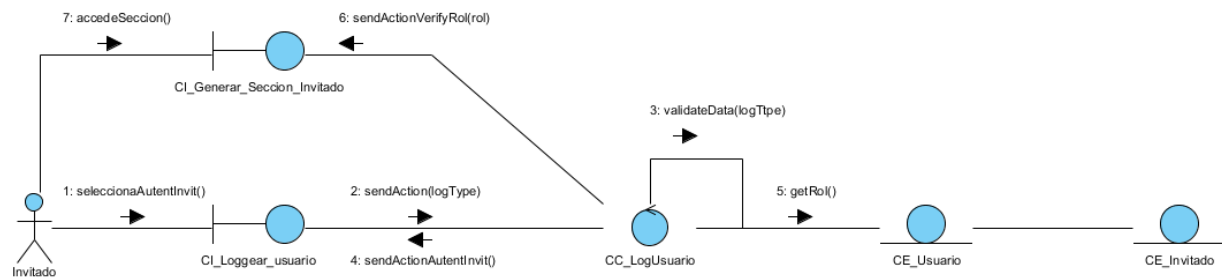 7: accedeSeccion()
6: sendActionVerifyRol(rol)
CI_Generar_Seccion_Invitado
3: validateData(logTtpe)
1: seleccionaAutentInvit()
2: sendAction(logType)
5: getRol()
Invitado
CI_Loggear_usuario
4: sendActionAutentInvit()
CC_LogUsuario
CE_Usuario
CE_Invitado